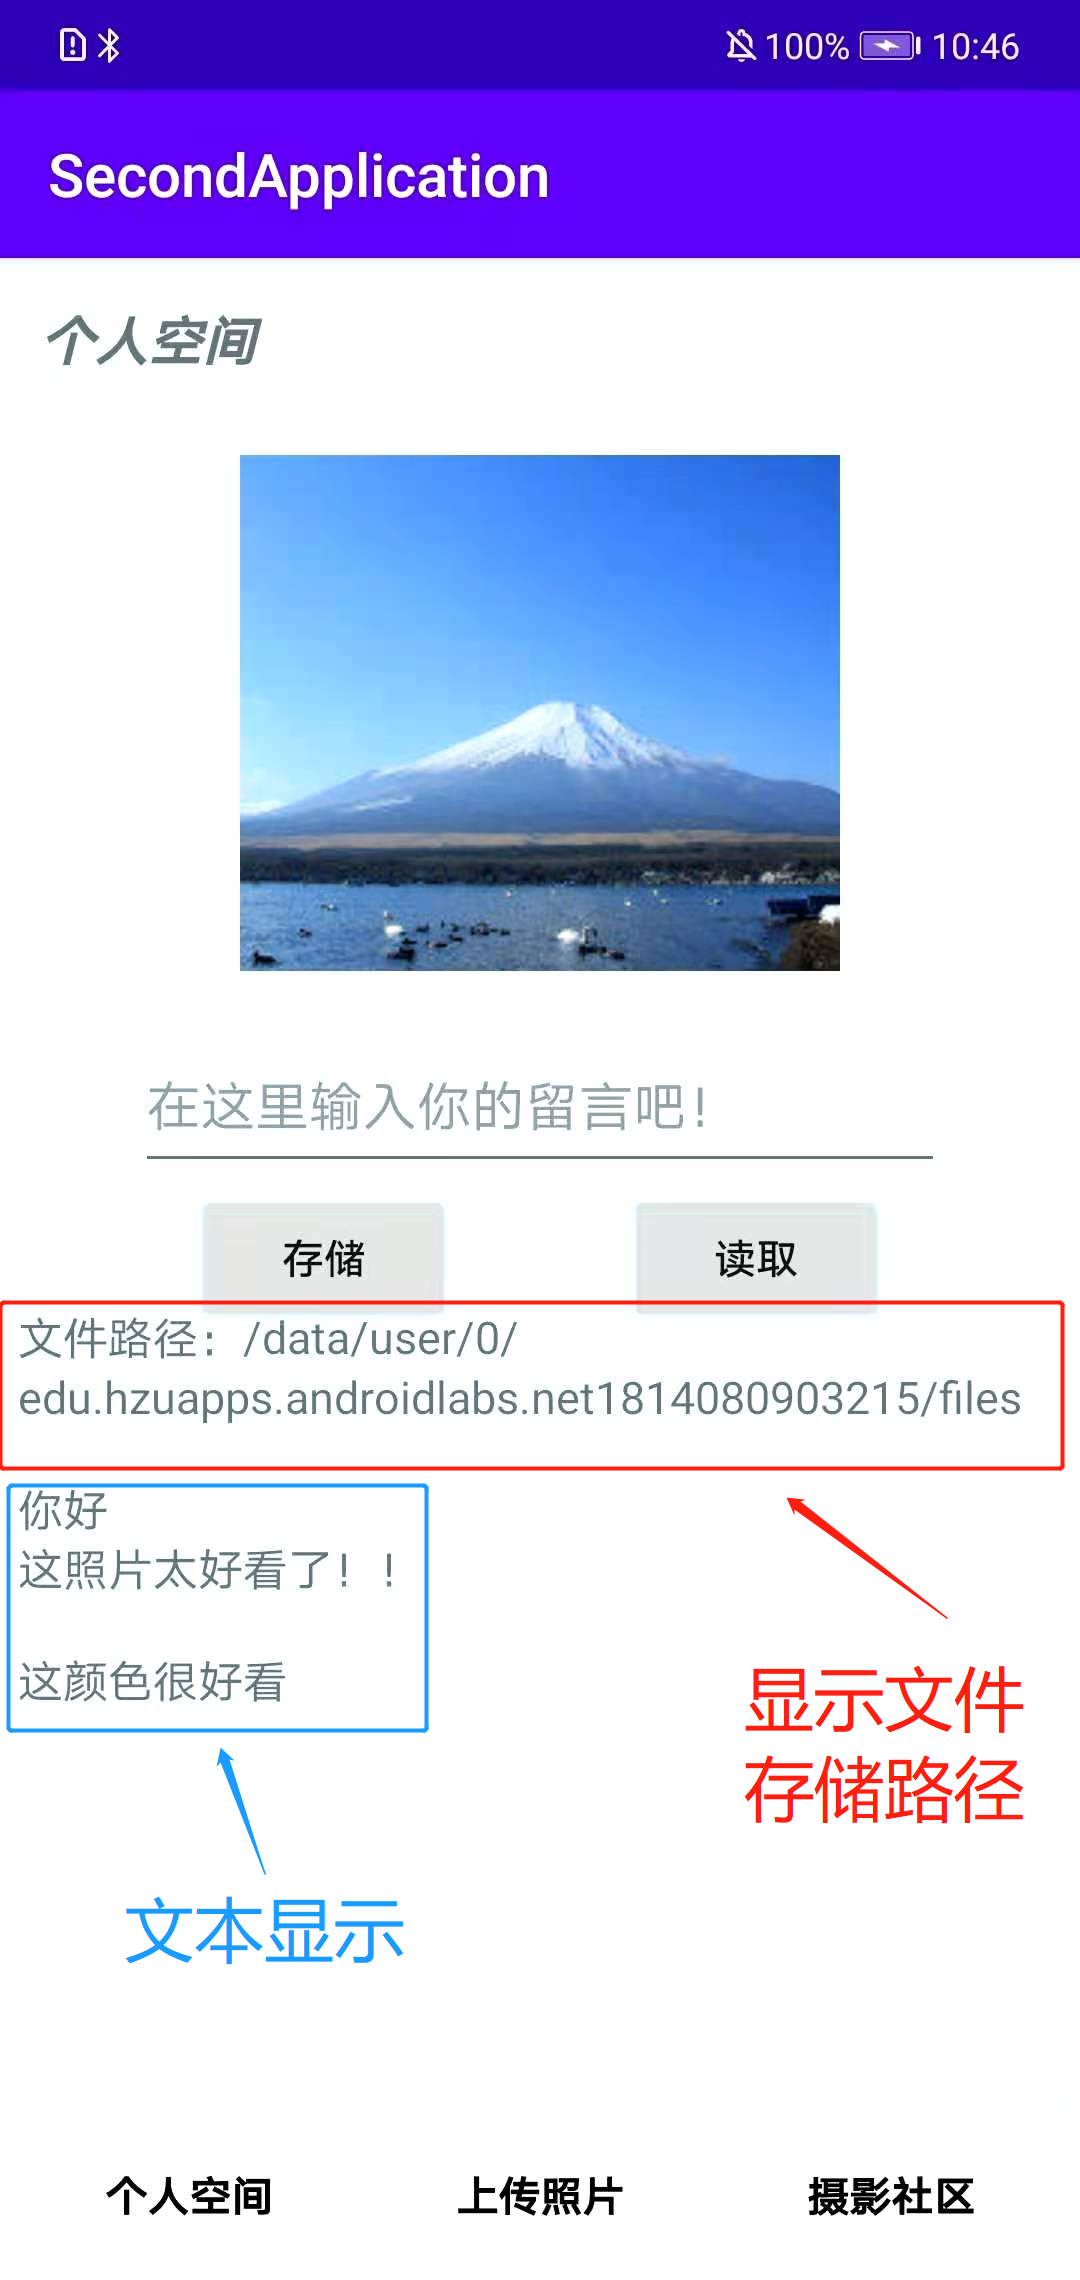 100% 10:46
SecondApplication
个人空间
在这里输入你的留言吧！
存储 读取
文件路径：/data/user/0/
edu.hzuapps.androidlabs.net1814080903215/files
你好
这照片太好看了！！
这颜色很好看
显示文件
存储路径
文本显示
个人空间 上传照片 摄影社区